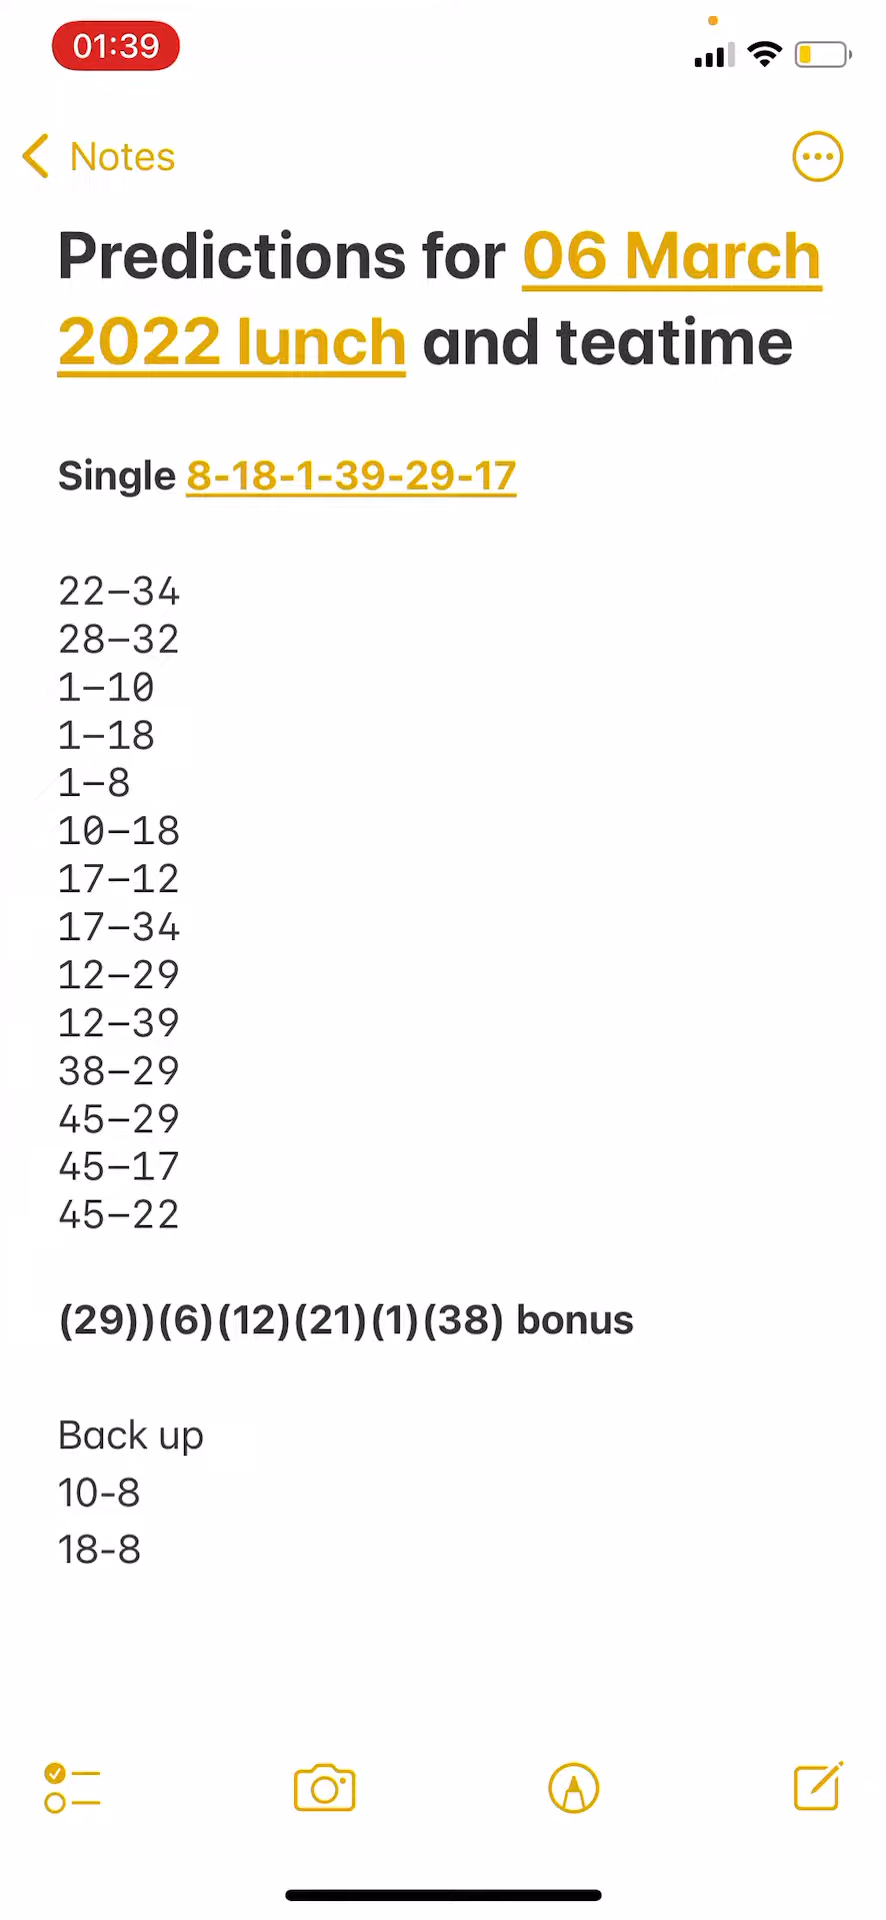 01:39
Notes
Predictions for 06 March
2022 lunch and teatime
Single 8-18-1-39-29-17
22–34
28–32
1–10
1–18
1–8
10–18
17–12
17–34
12–29
12–39
38–29
45–29
45–17
45–22
(29))(6)(12)(21)(1)(38) bonus
Back up
10-8
18-8